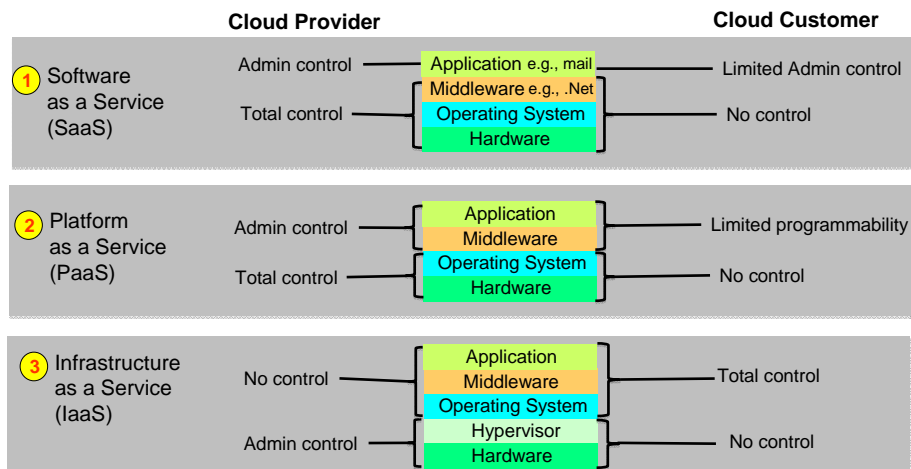 Cloud Provider
Cloud Customer
1
Software
as a Service
(SaaS)
Admin control
Total control
Application e.g., mail
Middleware e.g., .Net
Operating System
Hardware
Limited Admin control
No control
2
Platform
as a Service
(PaaS)
Admin control
Total control
Application
Middleware
Operating System
Hardware
Limited programmability
No control
3
Infrastructure
as a Service
(IaaS)
No control
Admin control
Application
Middleware
Operating System
Hypervisor
Hardware
Total control
No control